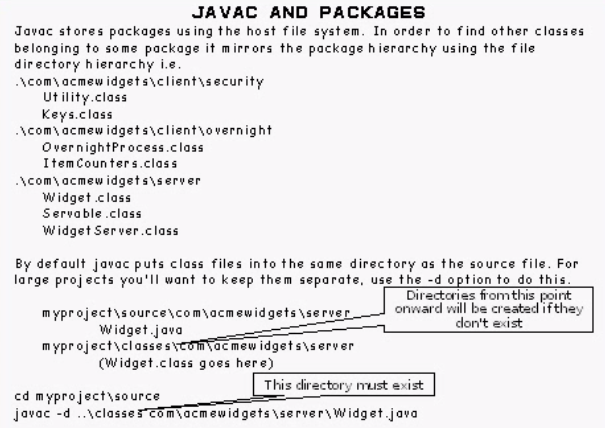 JAVAC AND PACKAGES
Javac stores packages using the host file system. In order to find other classes
belonging to some package it mirrors the package hierarchy using the file
directory hierarchy i.e.
.\com\acmewidgets\client\security
Utility.class
Keys.class
.\com\acmewidgets\client\overnight
OvernightProcess.class
ItemCounters.class
.\com\acmewidgets\server
Widget.class
Servable.class
WidgetServer.class
By default javac puts class files into the same directory as the source file. For
large projects you'll want to keep them separate, use the -d option to do this.
Directories from this point
onward will be created if they
don't exist
myproject\source\com\acmewidgets\server
Widget.java
myproject\classes\com\acmewidgets\server
(Widget.class goes here)
This directory must exist
cd myproject\source
javac -d ..\classes com\acmewidgets\server\Widget.java